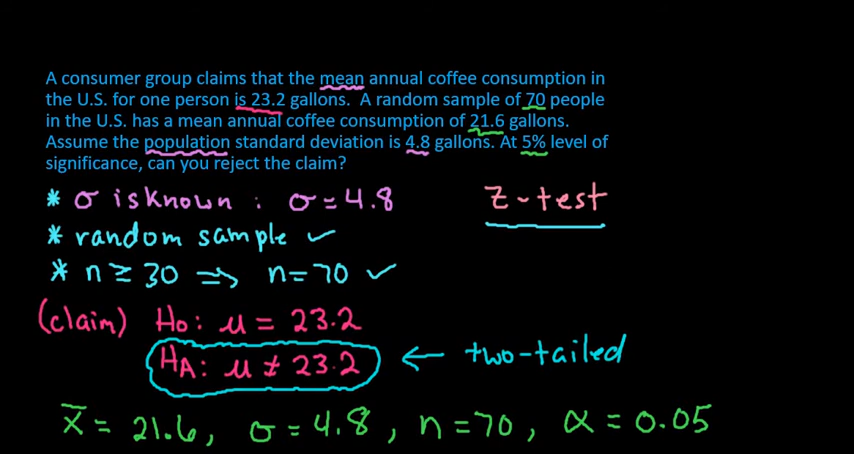 A consumer group claims that the mean annual coffee consumption in
the U.S. for one person is 23.2 gallons. A random sample of 70 people
in the U.S. has a mean annual coffee consumption of 21.6 gallons.
Assume the population standard deviation is 4.8 gallons. At 5% level of
significance, can you reject the claim?
* σ is known : σ = 4.8 Z-test
* random sample ✓
* n ≥ 30 ⇒ n = 70 ✓
(claim) H₀: μ = 23.2
Hᴀ: μ ≠ 23.2 ← two-tailed
x̄ = 21.6, σ = 4.8, n = 70, α = 0.05